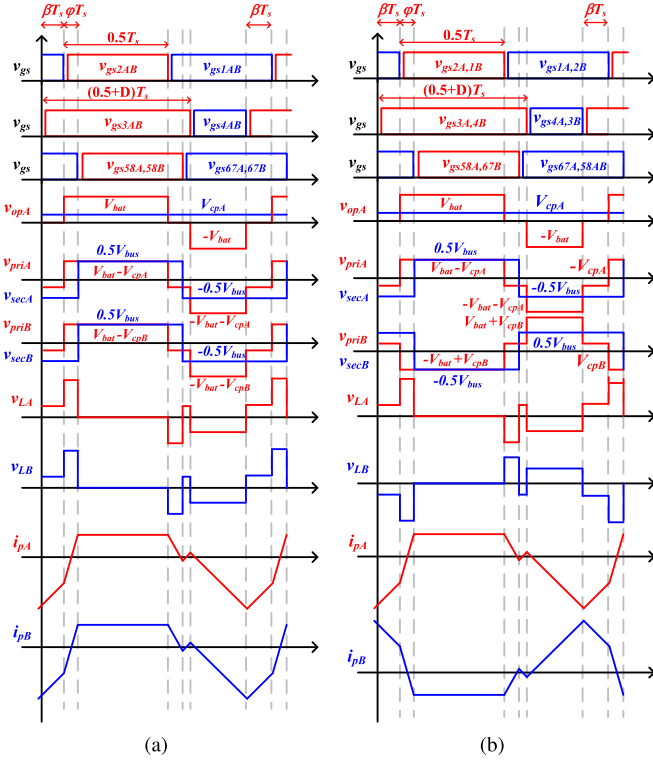 βTs φTs
0.5Ts
vgs vgs2AB vgs1AB
(0.5+D)Ts
vgs vgs3AB vgs4AB
vgs vgs58A,58B vgs67A,67B
vopA Vbat VcpA
-Vbat
0.5Vbus
vpriA Vbat-VcpA
vsecA -0.5Vbus
-Vbat-VcpA
0.5Vbus
vpriB Vbat-VcpB
vsecB -0.5Vbus
-Vbat-VcpB
vLA
vLB
ipA
ipB
βTs
(a)
βTs φTs
βTs
0.5Ts
vgs vgs2A,1B vgs1A,2B
(0.5+D)Ts
vgs vgs3A,4B vgs4A,3B
vgs vgs58A,67B vgs67A,58AB
vopA Vbat VcpA
-Vbat
0.5Vbus
vpriA Vbat-VcpA -VcpA
vsecA -0.5Vbus
-Vbat-VcpA
Vbat+VcpB
vpriB 0.5Vbus
vsecB -Vbat+VcpB VcpB
-0.5Vbus
vLA
vLB
ipA
ipB
(b)